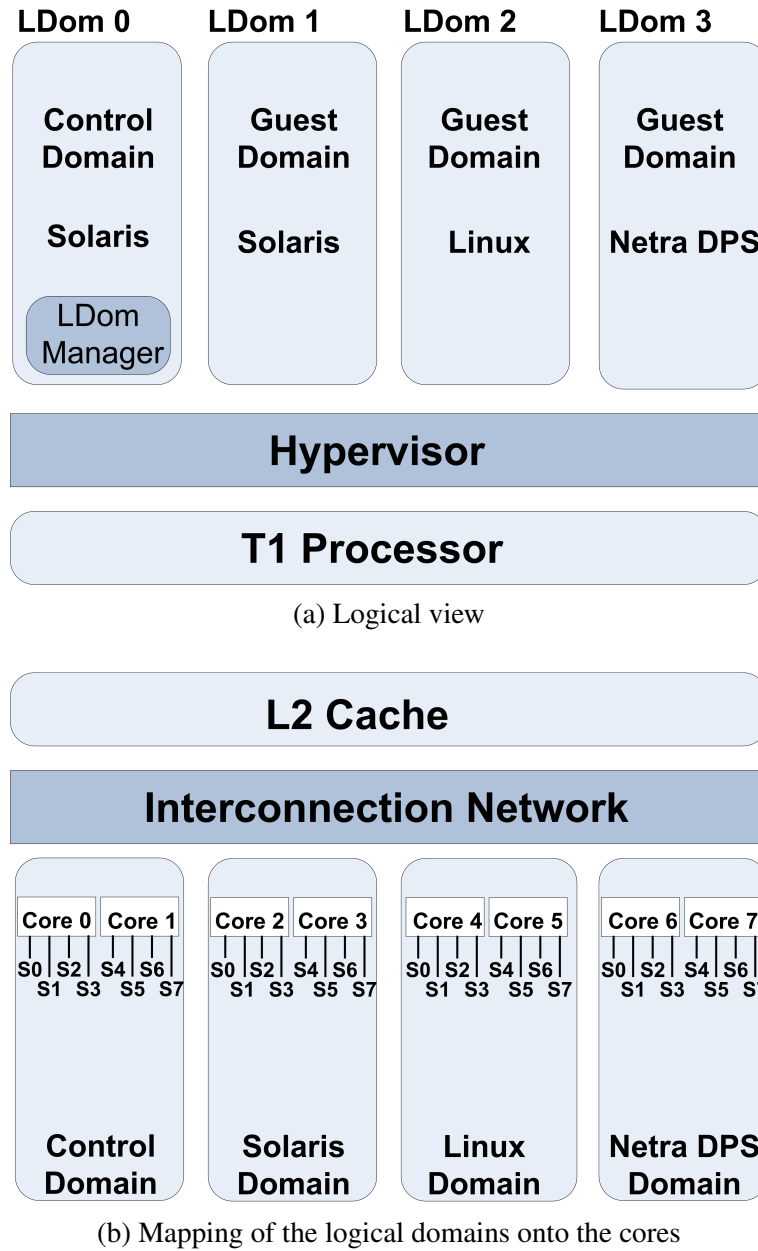 LDom 0 LDom 1 LDom 2 LDom 3
Control Guest Guest Guest
Domain Domain Domain Domain
Solaris Solaris Linux Netra DPS
LDom
Manager
Hypervisor
T1 Processor
(a) Logical view
L2 Cache
Interconnection Network
Core 0 Core 1 Core 2 Core 3 Core 4 Core 5 Core 6 Core 7
S0 S2 S4 S6 S0 S2 S4 S6 S0 S2 S4 S6 S0 S2 S4 S6
S1 S3 S5 S7 S1 S3 S5 S7 S1 S3 S5 S7 S1 S3 S5
Control Solaris Linux Netra DPS
Domain Domain Domain Domain
(b) Mapping of the logical domains onto the cores